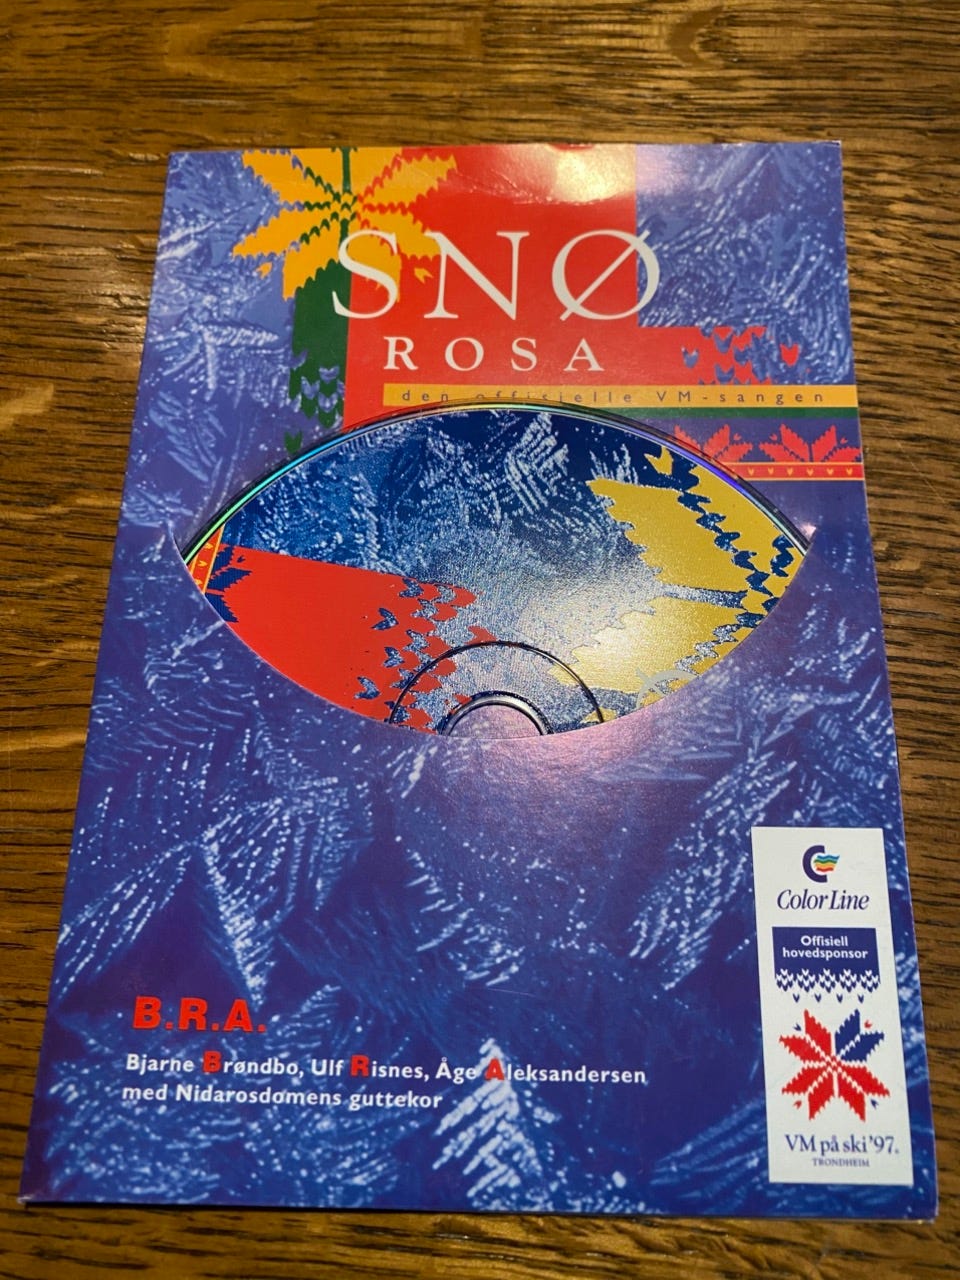 SNØ
ROSA
den offisielle VM-sangen
B.R.A.
Bjarne Brøndbo, Ulf Risnes, Åge Aleksandersen
med Nidarosdomens guttekor
Color Line
Offisiell
hovedsponsor
VM på ski '97.
TRONDHEIM